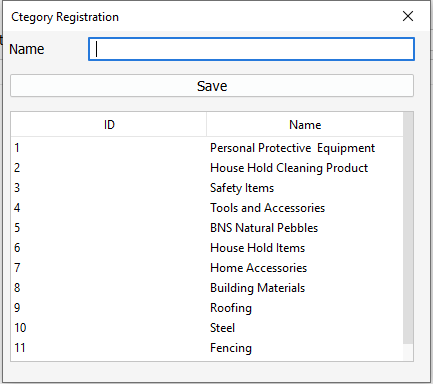 Ctegory Registration
Name
Save
ID Name
1 Personal Protective  Equipment
2 House Hold Cleaning Product
3 Safety Items
4 Tools and Accessories
5 BNS Natural Pebbles
6 House Hold Items
7 Home Accessories
8 Building Materials
9 Roofing
10 Steel
11 Fencing